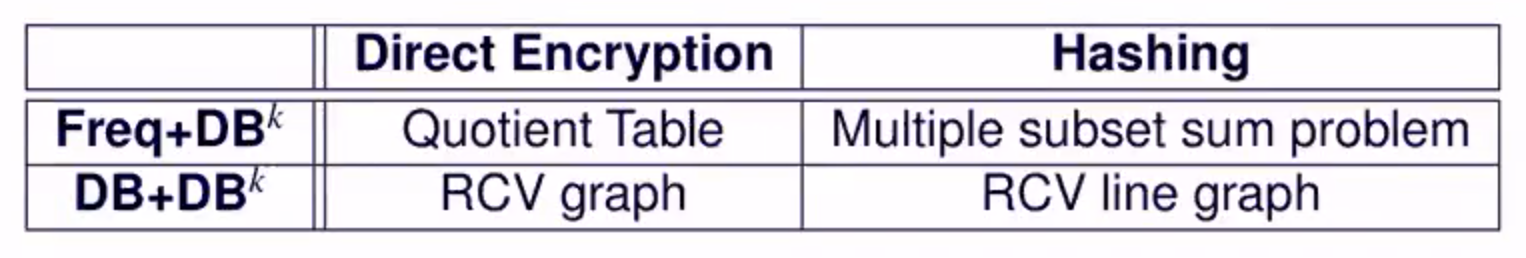 Direct Encryption Hashing
Freq+DB^k Quotient Table Multiple subset sum problem
DB+DB^k RCV graph RCV line graph